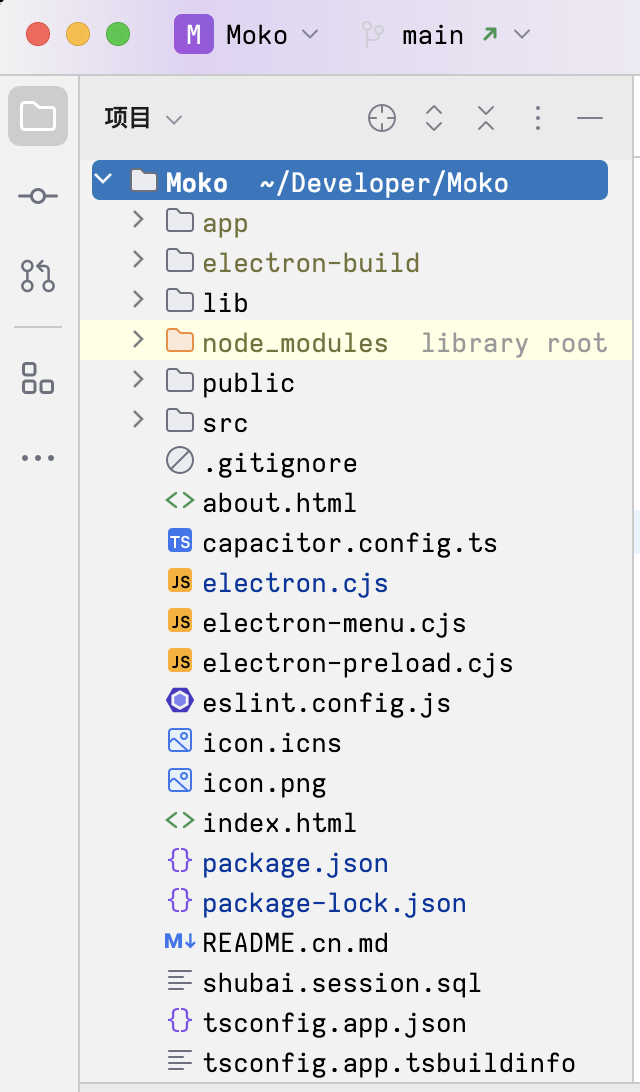 M Moko main
项目
Moko ~/Developer/Moko
app
electron-build
lib
node_modules library root
public
src
.gitignore
about.html
TS capacitor.config.ts
JS electron.cjs
JS electron-menu.cjs
JS electron-preload.cjs
eslint.config.js
icon.icns
icon.png
index.html
{} package.json
{} package-lock.json
M↓ README.cn.md
shubai.session.sql
{} tsconfig.app.json
tsconfig.app.tsbuildinfo